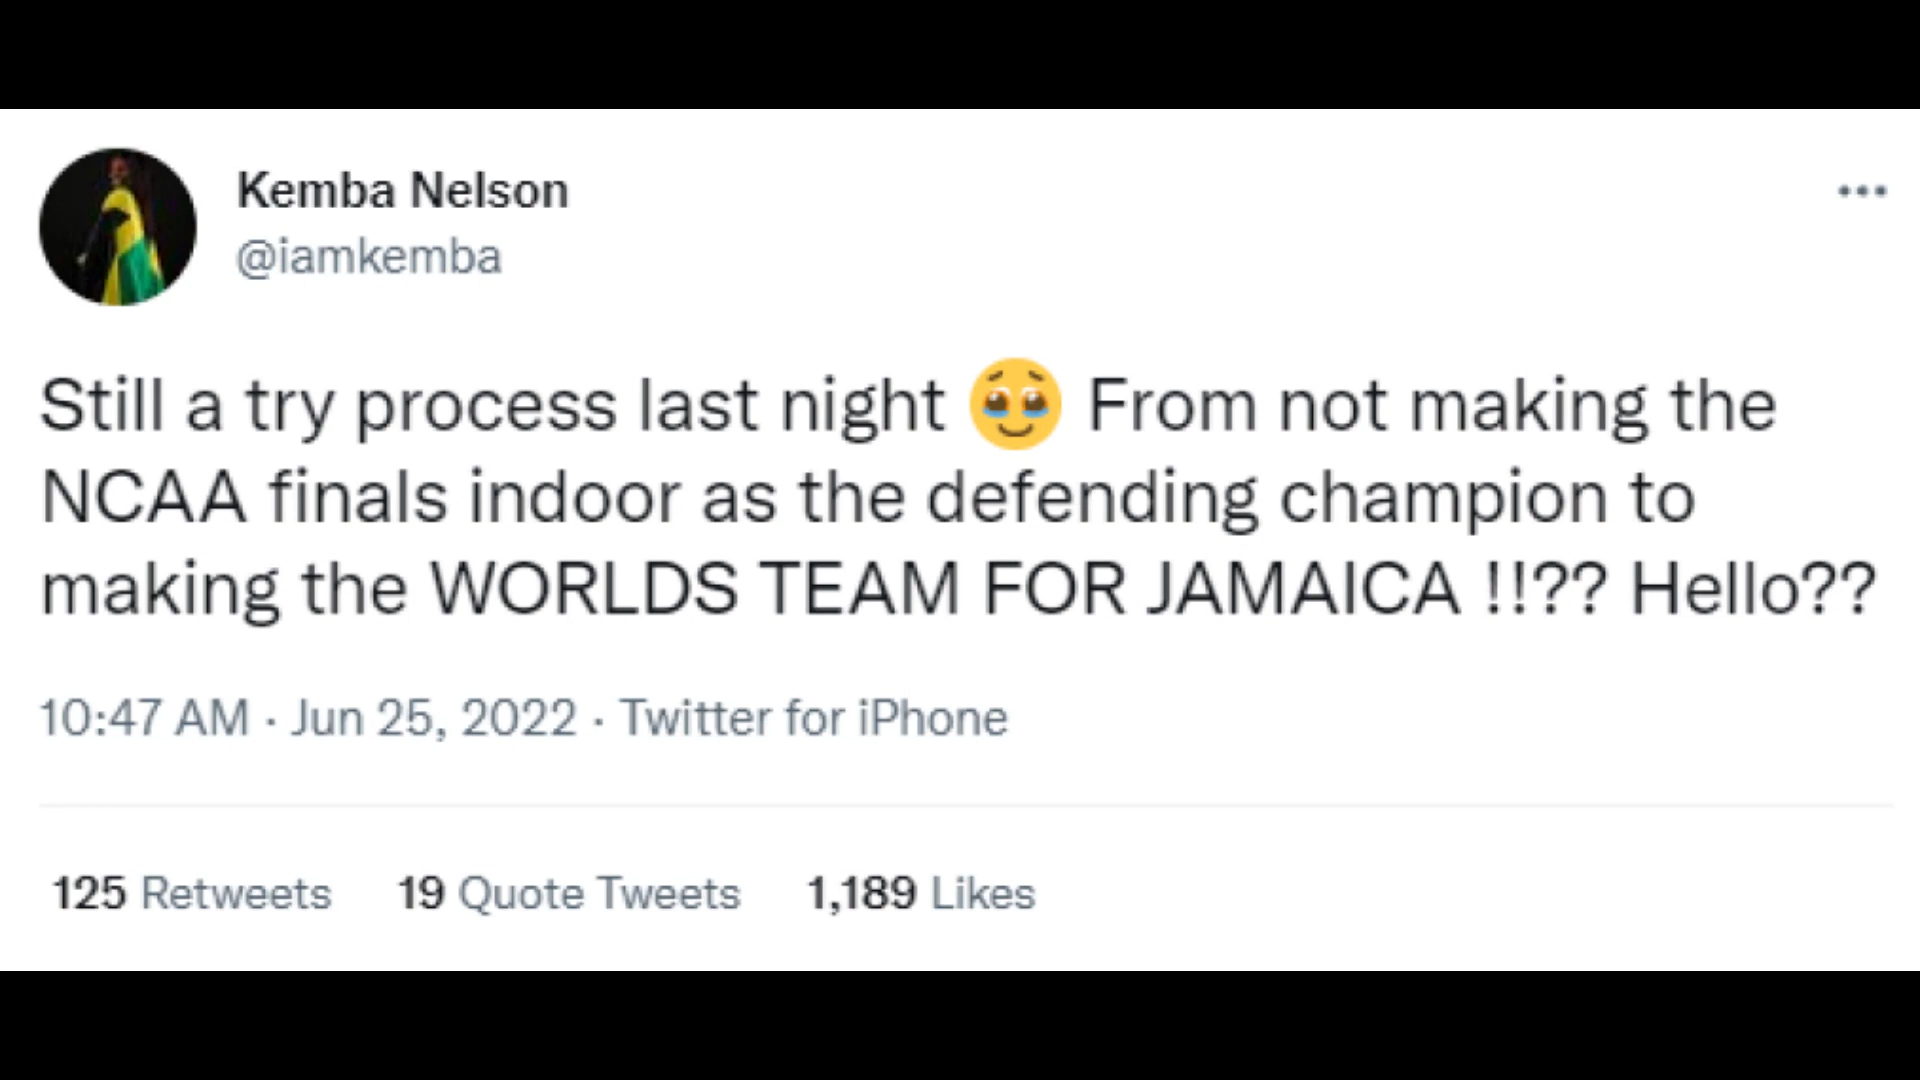 Kemba Nelson
@iamkemba
Still a try process last night 🥹 From not making the
NCAA finals indoor as the defending champion to
making the WORLDS TEAM FOR JAMAICA !!?? Hello??
10:47 AM · Jun 25, 2022 · Twitter for iPhone
125 Retweets 19 Quote Tweets 1,189 Likes